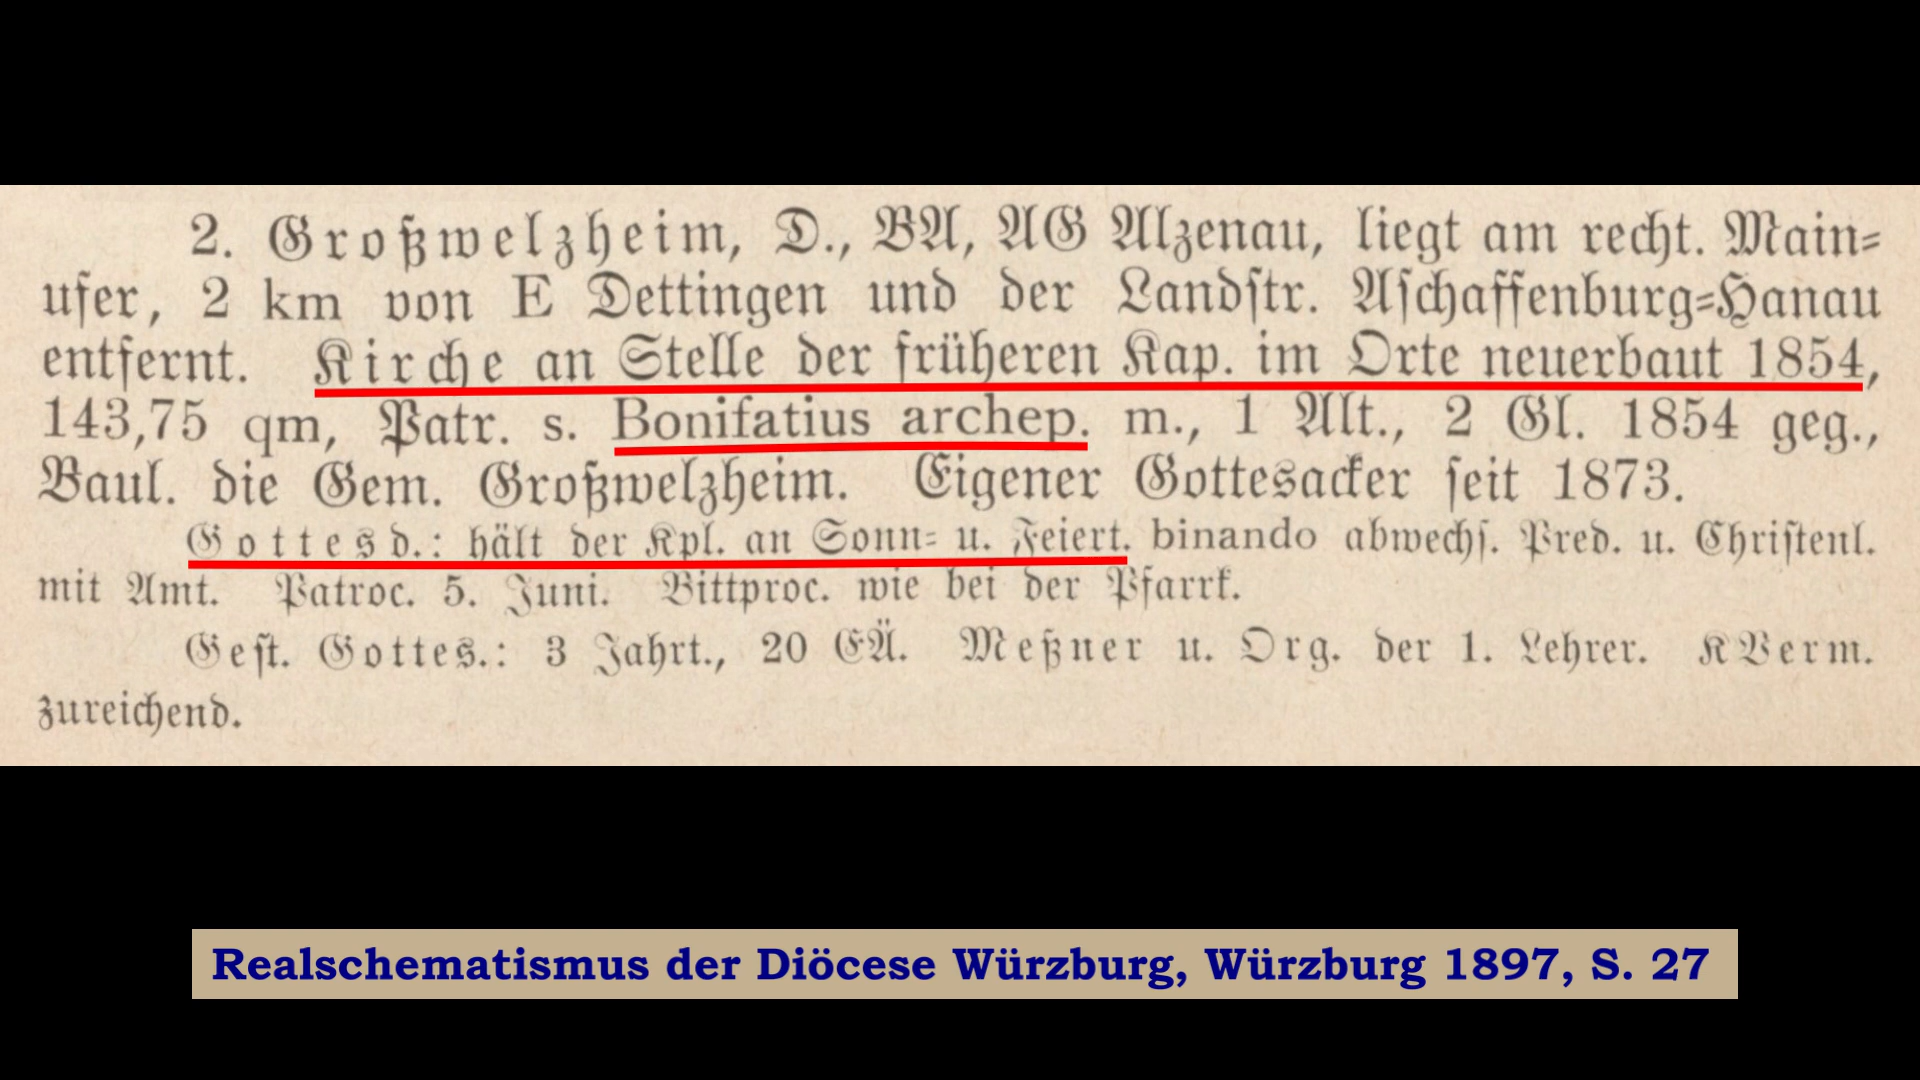 2. Großwelzheim, D., BA, AG Alzenau, liegt am recht. Main=
ufer, 2 km von E Dettingen und der Landstr. Aschaffenburg=Hanau
entfernt. Kirche an Stelle der früheren Kap. im Orte neuerbaut 1854,
143,75 qm, Patr. s. Bonifatius archep. m., 1 Alt., 2 Gl. 1854 geg.,
Baul. die Gem. Großwelzheim. Eigener Gottesacker seit 1873.
Gottesd.: hält der Kpl. an Sonn= u. Feiert. binando abwechs. Pred. u. Christenl.
mit Amt. Patroc. 5. Juni. Bittproc. wie bei der Pfarrk.
Gest. Gottes.: 3 Jahrt., 20 EÄ. Meßner u. Org. der 1. Lehrer. KVerm.
zureichend.
Realschematismus der Diöcese Würzburg, Würzburg 1897, S. 27